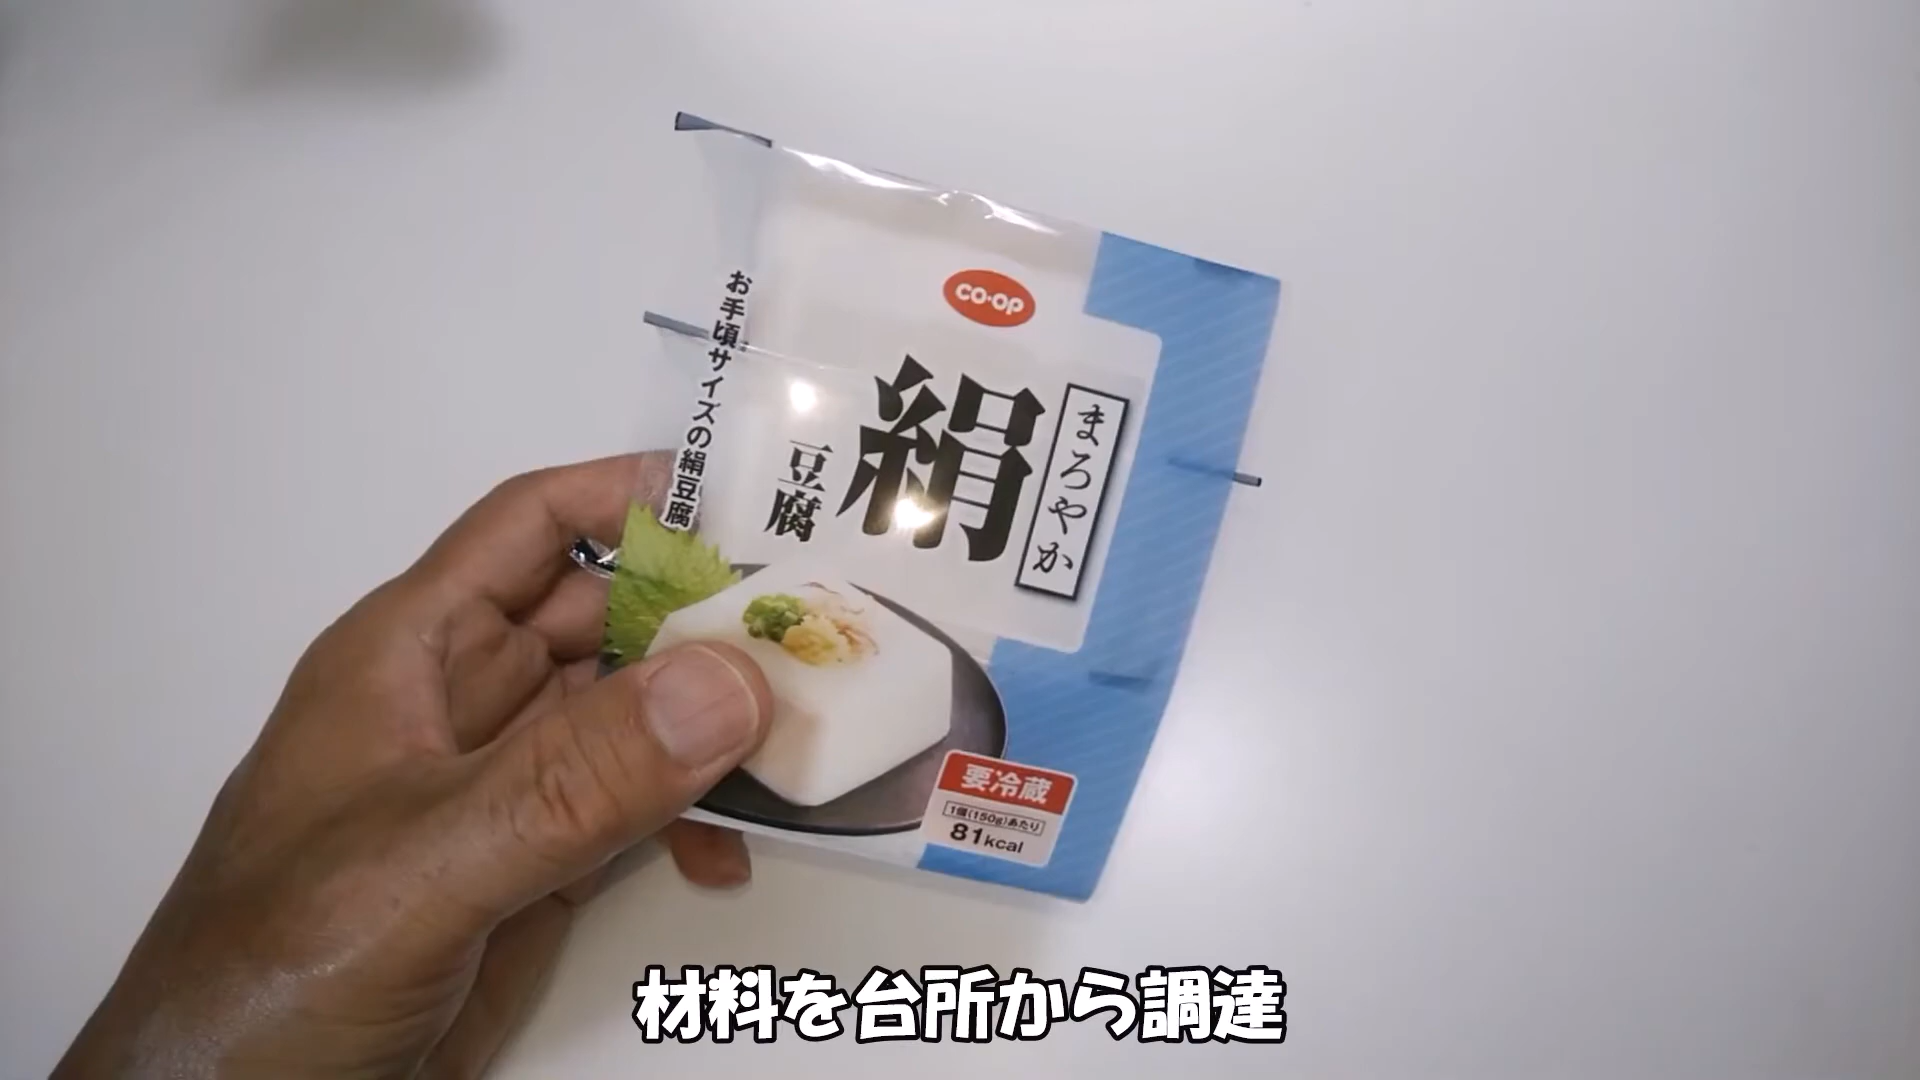 CO·OP
まろやか
絹
豆腐
お手頃サイズの絹豆腐
要冷蔵
1個(150g)あたり
81kcal
材料を台所から調達